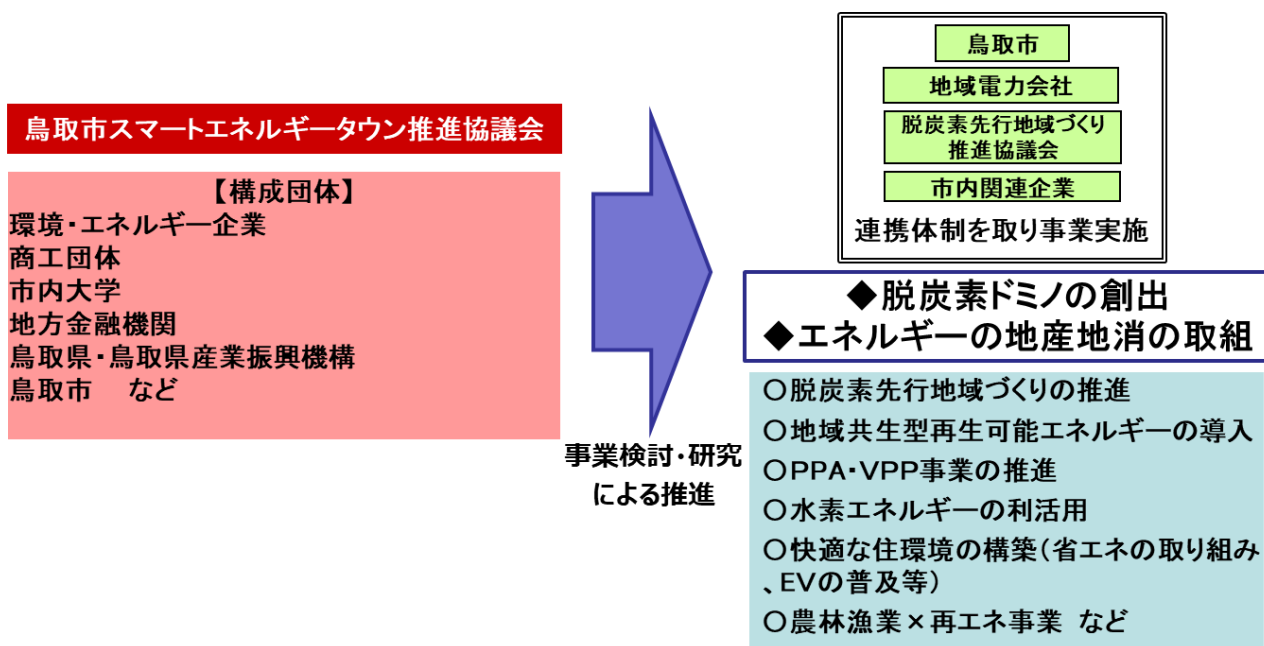 鳥取市スマートエネルギータウン推進協議会
【構成団体】
環境・エネルギー企業
商工団体
市内大学
地方金融機関
鳥取県・鳥取県産業振興機構
鳥取市　など
事業検討・研究
による推進
鳥取市
地域電力会社
脱炭素先行地域づくり
推進協議会
市内関連企業
連携体制を取り事業実施
◆脱炭素ドミノの創出
◆エネルギーの地産地消の取組
○脱炭素先行地域づくりの推進
○地域共生型再生可能エネルギーの導入
○PPA・VPP事業の推進
○水素エネルギーの利活用
○快適な住環境の構築（省エネの取り組み
、EVの普及等）
○農林漁業×再エネ事業 など